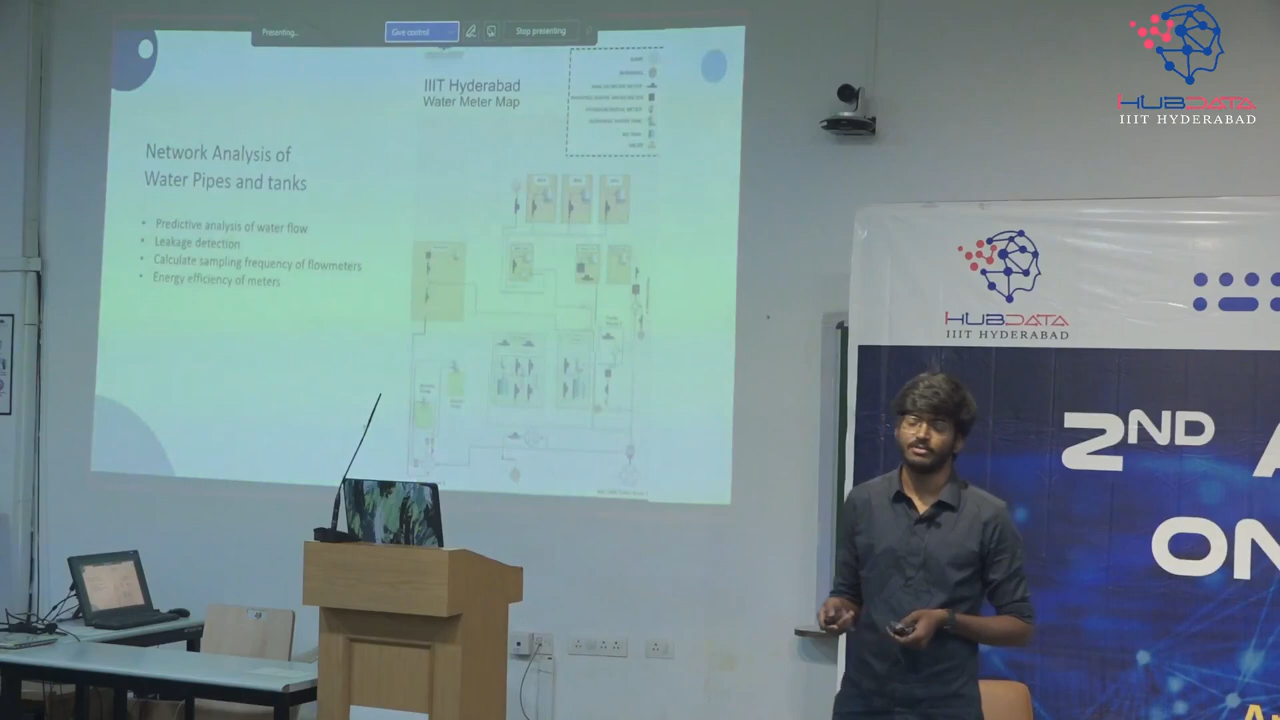 Presenting...
Give control
Stop presenting
IIIT Hyderabad
Water Meter Map
Network Analysis of
Water Pipes and tanks
• Predictive analysis of water flow
• Leakage detection
• Calculate sampling frequency of flowmeters
• Energy efficiency of meters
HUBDATA
IIIT HYDERABAD
HUBDATA
IIIT HYDERABAD
2ND A
ON